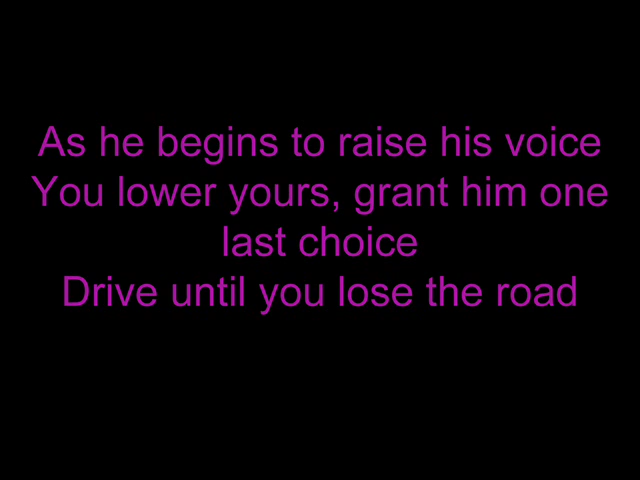 As he begins to raise his voice
You lower yours, grant him one
last choice
Drive until you lose the road